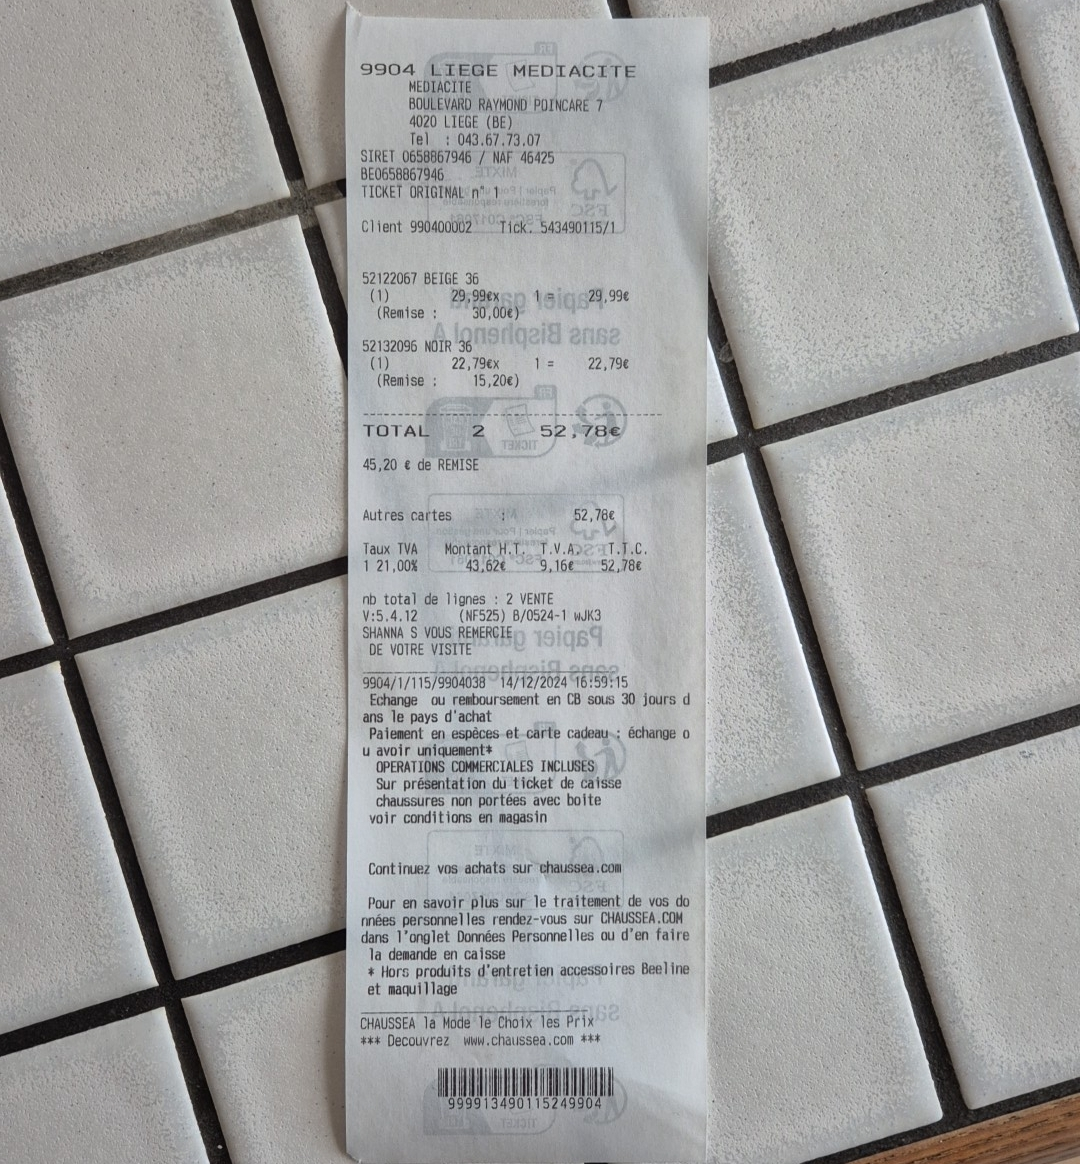 9904 LIEGE MEDIACITE
MEDIACITE
BOULEVARD RAYMOND POINCARE 7
4020 LIEGE (BE)
Tel : 043.67.73.07
SIRET 0658867946 / NAF 46425
BE0658867946
TICKET ORIGINAL n° 1
Client 990400002 Tick. 543490115/1
52122067 BEIGE 36
(1) 29,99€x 1 = 29,99€
(Remise : 30,00€)
52132096 NOIR 36
(1) 22,79€x 1 = 22,79€
(Remise : 15,20€)
TOTAL 2 52,78€
45,20 € de REMISE
Autres cartes : 52,78€
Taux TVA Montant H.T. T.V.A. T.T.C.
1 21,00% 43,62€ 9,16€ 52,78€
nb total de lignes : 2 VENTE
V:5.4.12 (NF525) B/0524-1 wJK3
SHANNA S VOUS REMERCIE
DE VOTRE VISITE
9904/1/115/9904038 14/12/2024 16:59:15
Echange ou remboursement en CB sous 30 jours d
ans le pays d'achat
Paiement en espèces et carte cadeau : échange o
u avoir uniquement*
OPERATIONS COMMERCIALES INCLUSES
Sur présentation du ticket de caisse
chaussures non portées avec boite
voir conditions en magasin
Continuez vos achats sur chaussea.com
Pour en savoir plus sur le traitement de vos do
nnées personnelles rendez-vous sur CHAUSSEA.COM
dans l'onglet Données Personnelles ou d'en faire
la demande en caisse
* Hors produits d'entretien accessoires Beeline
et maquillage
CHAUSSEA la Mode le Choix les Prix
*** Decouvrez www.chaussea.com ***
999913490115249904